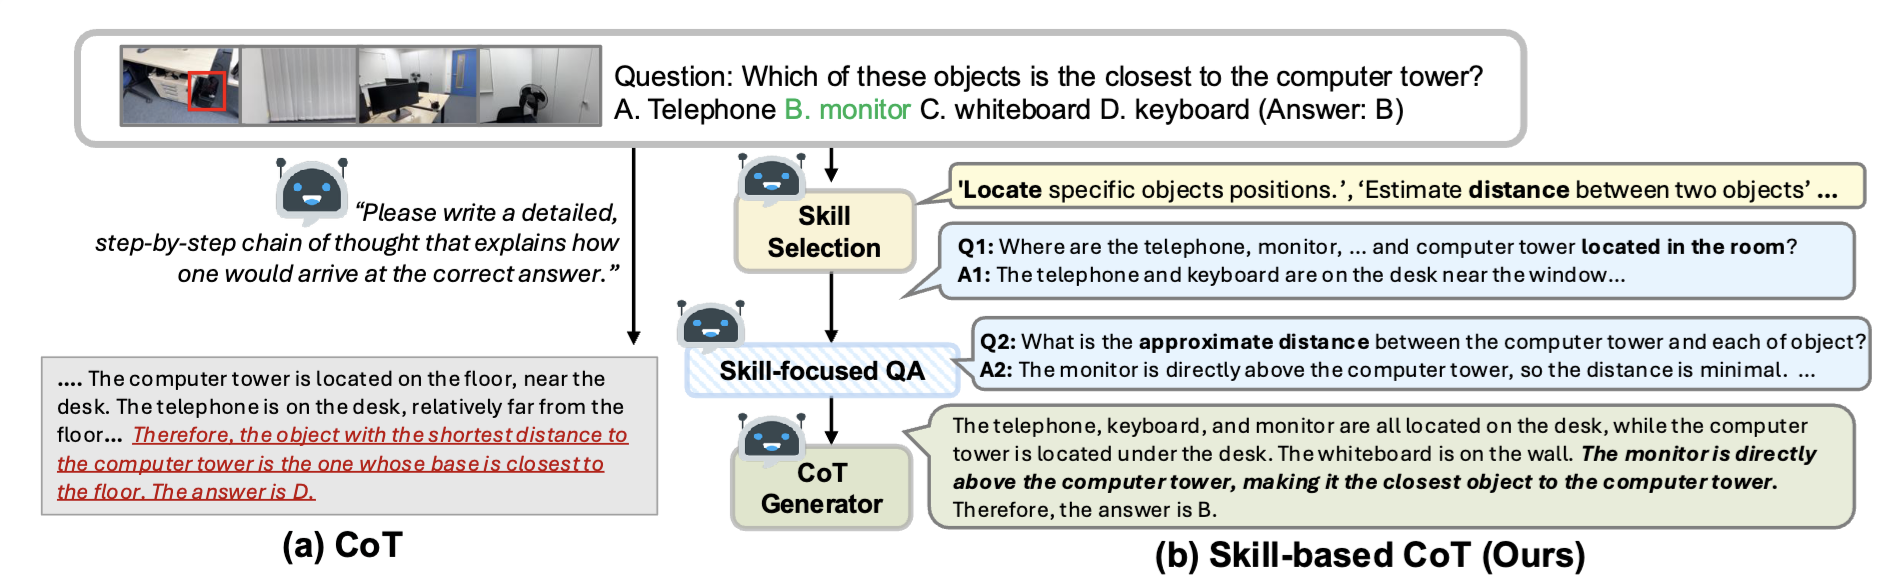 Question: Which of these objects is the closest to the computer tower?
A. Telephone B. monitor C. whiteboard D. keyboard (Answer: B)
“Please write a detailed,
step-by-step chain of thought that explains how
one would arrive at the correct answer.”
.... The computer tower is located on the floor, near the
desk. The telephone is on the desk, relatively far from the
floor... Therefore, the object with the shortest distance to
the computer tower is the one whose base is closest to
the floor. The answer is D.
(a) CoT
Skill
Selection
'Locate specific objects positions.’, ‘Estimate distance between two objects’ ...
Q1: Where are the telephone, monitor, ... and computer tower located in the room?
A1: The telephone and keyboard are on the desk near the window...
Skill-focused QA
Q2: What is the approximate distance between the computer tower and each of object?
A2: The monitor is directly above the computer tower, so the distance is minimal. ...
CoT
Generator
The telephone, keyboard, and monitor are all located on the desk, while the computer
tower is located under the desk. The whiteboard is on the wall. The monitor is directly
above the computer tower, making it the closest object to the computer tower.
Therefore, the answer is B.
(b) Skill-based CoT (Ours)